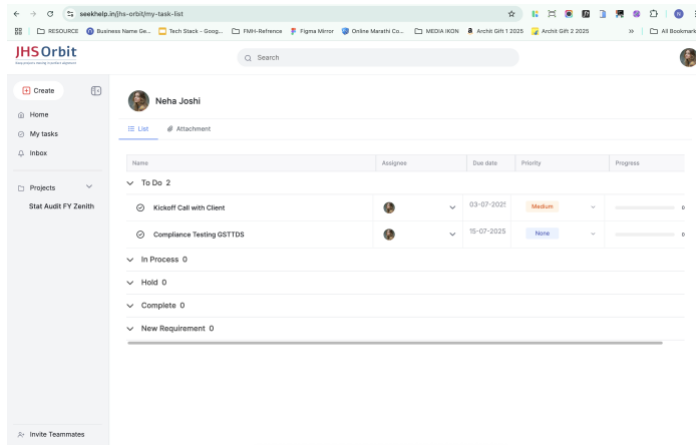 seekhelp.in/jhs-orbit/my-task-list
RESOURCE
Business Name Ge...
Tech Stack - Goog...
FMH-Refrence
Figma Mirror
Online Marathi Co...
MEDIA IKON
Archit Gift 1 2025
Archit Gift 2 2025
»
All Bookmark
JHS Orbit
Search
Create
Home
My tasks
Inbox
Projects
Stat Audit FY Zenith
Invite Teammates
Neha Joshi
List
Attachment
Name
Assignee
Due date
Priority
Progress
To Do 2
Kickoff Call with Client
03-07-2025
Medium
0
Compliance Testing GSTTDS
15-07-2025
None
0
In Process 0
Hold 0
Complete 0
New Requirement 0